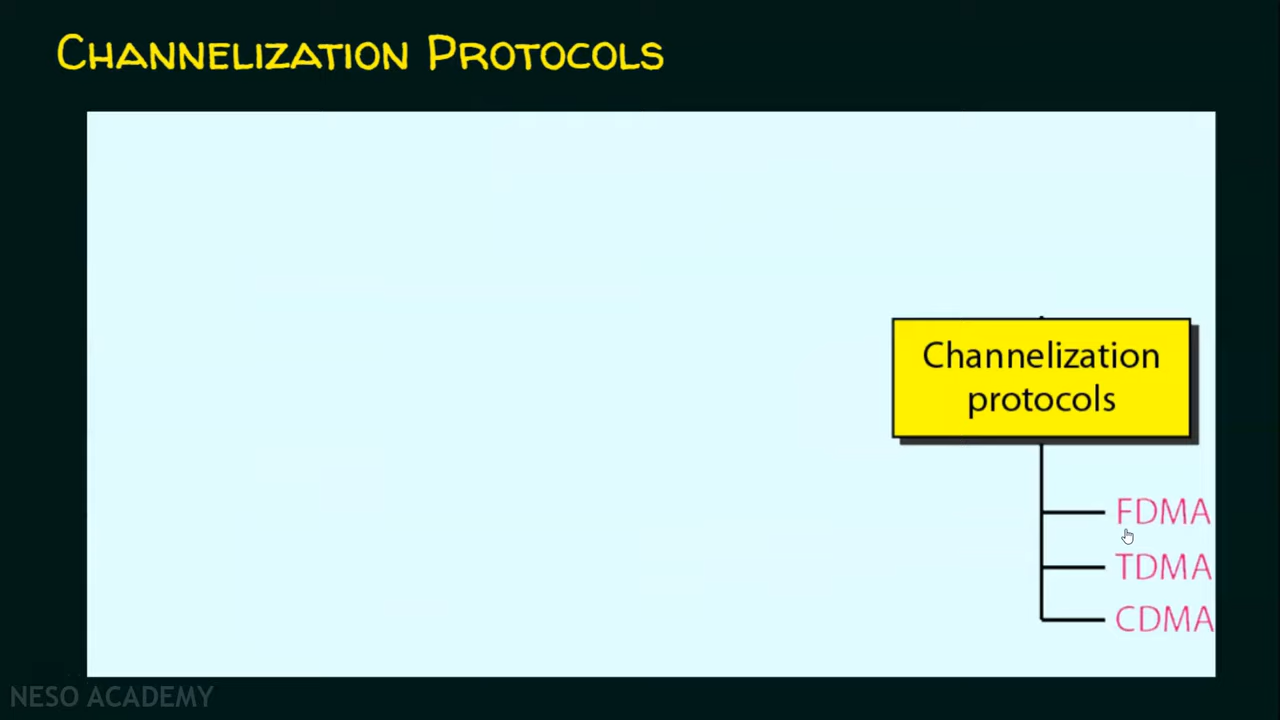 CHANNELIZATION PROTOCOLS
Channelization
protocols
FDMA
TDMA
CDMA
NESO ACADEMY